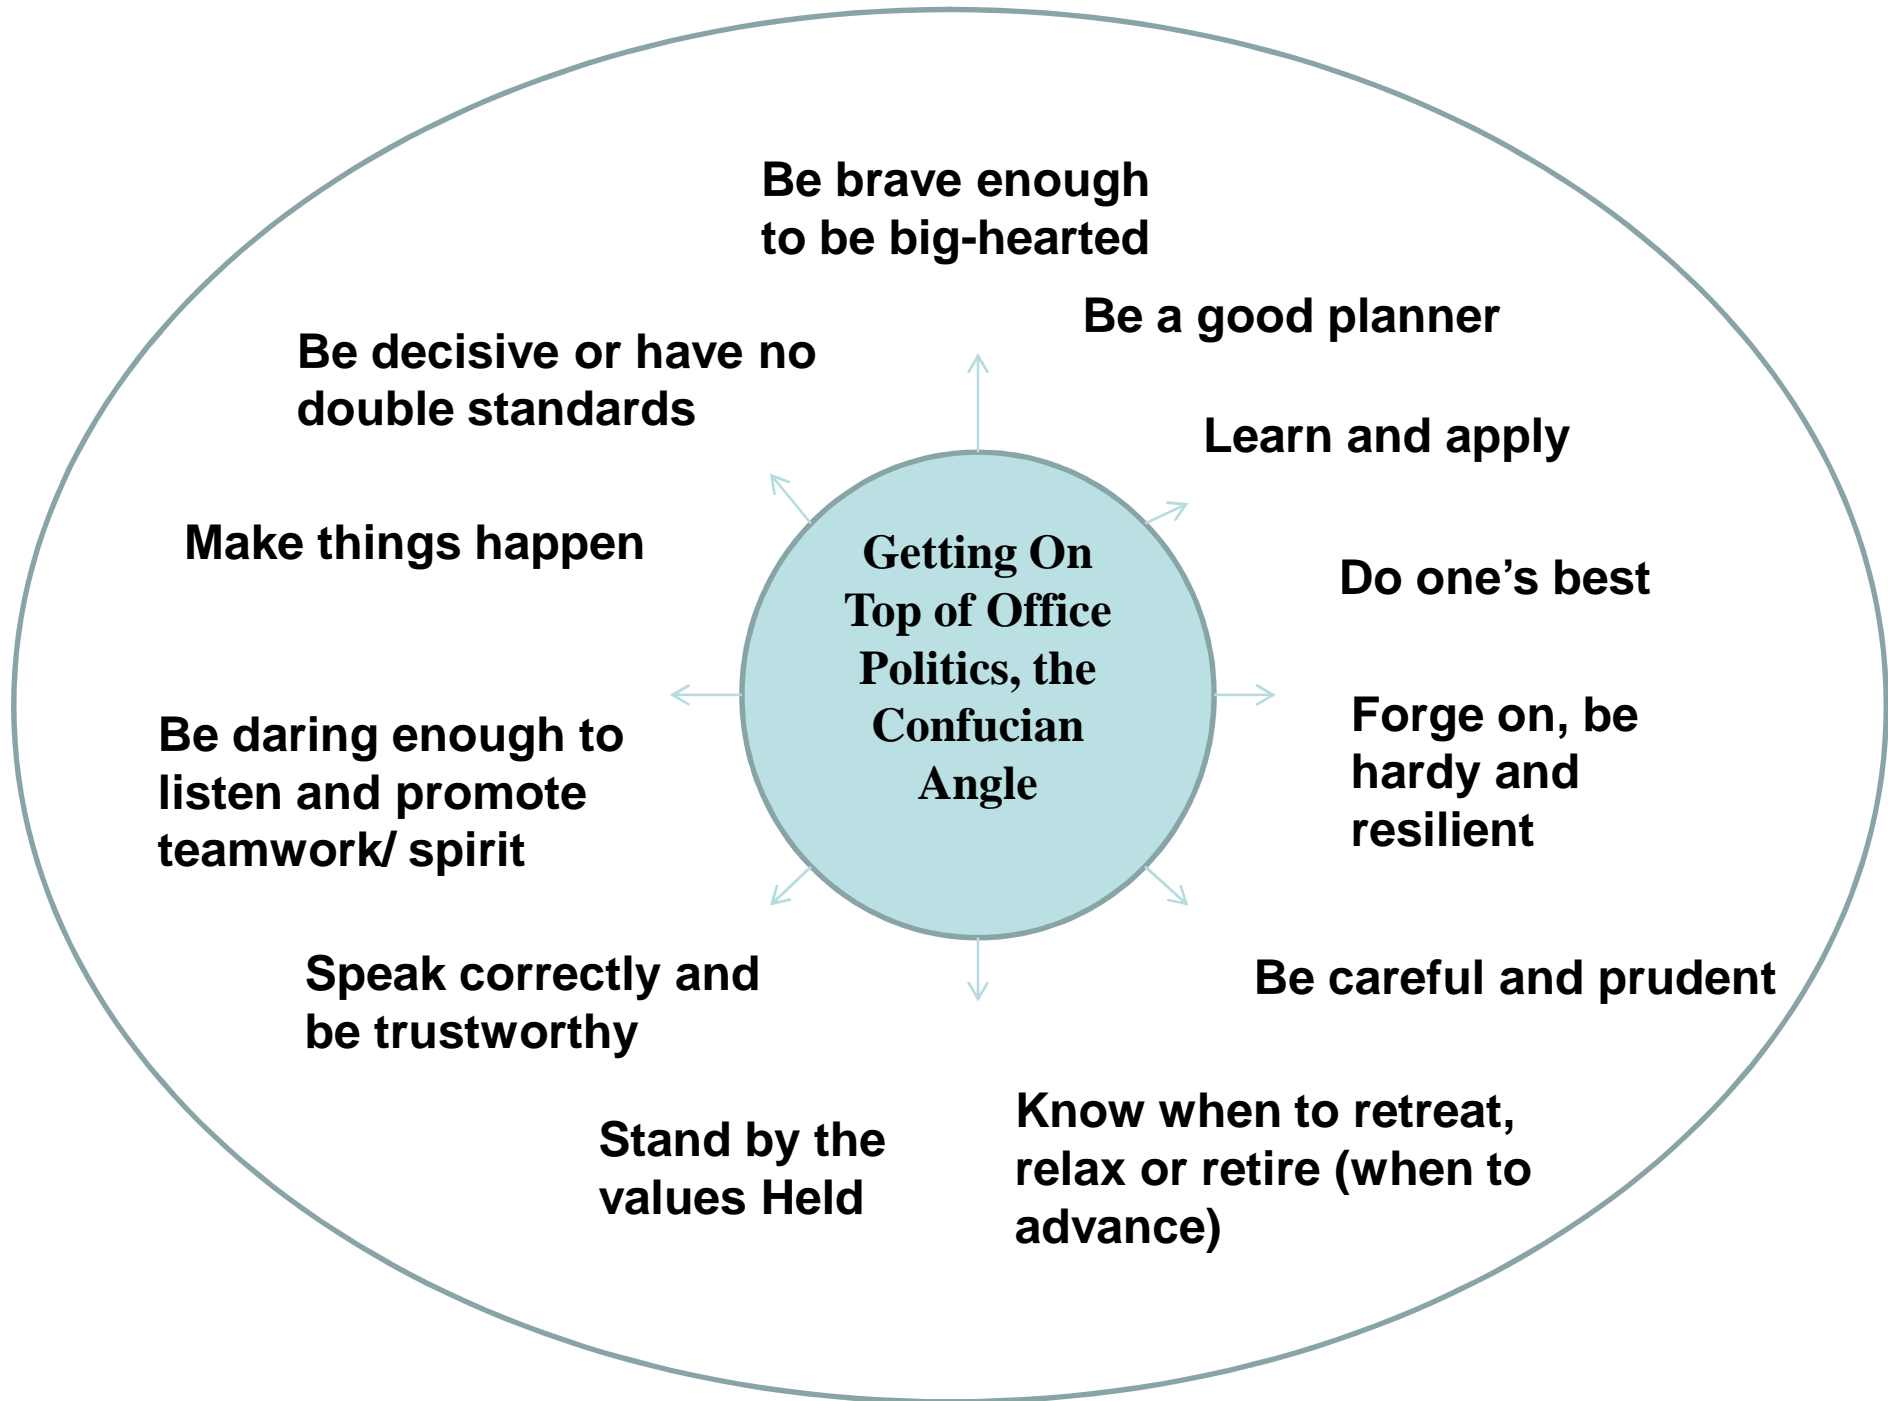 Be brave enough
to be big-hearted
Be a good planner
Learn and apply
Do one’s best
Forge on, be
hardy and
resilient
Be careful and prudent
Know when to retreat,
relax or retire (when to
advance)
Stand by the
values Held
Speak correctly and
be trustworthy
Be daring enough to
listen and promote
teamwork/ spirit
Make things happen
Be decisive or have no
double standards
Getting On
Top of Office
Politics, the
Confucian
Angle